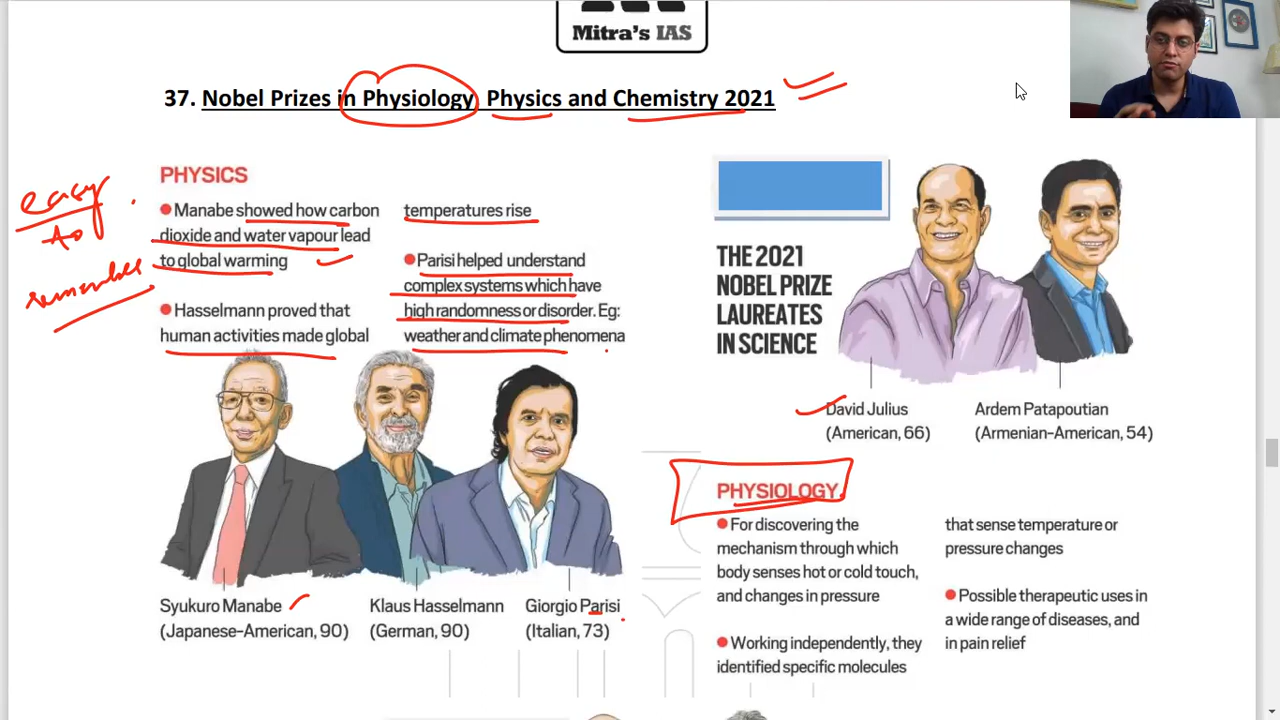 Mitra's IAS
37. Nobel Prizes in Physiology Physics and Chemistry 2021
easy
to
remember
PHYSICS
Manabe showed how carbon
dioxide and water vapour lead
to global warming
Hasselmann proved that
human activities made global
temperatures rise
Parisi helped understand
complex systems which have
high randomness or disorder. Eg:
weather and climate phenomena
Syukuro Manabe
(Japanese-American, 90)
Klaus Hasselmann
(German, 90)
Giorgio Parisi
(Italian, 73)
THE 2021
NOBEL PRIZE
LAUREATES
IN SCIENCE
David Julius
(American, 66)
Ardem Patapoutian
(Armenian-American, 54)
PHYSIOLOGY
For discovering the
mechanism through which
body senses hot or cold touch,
and changes in pressure
Working independently, they
identified specific molecules
that sense temperature or
pressure changes
Possible therapeutic uses in
a wide range of diseases, and
in pain relief